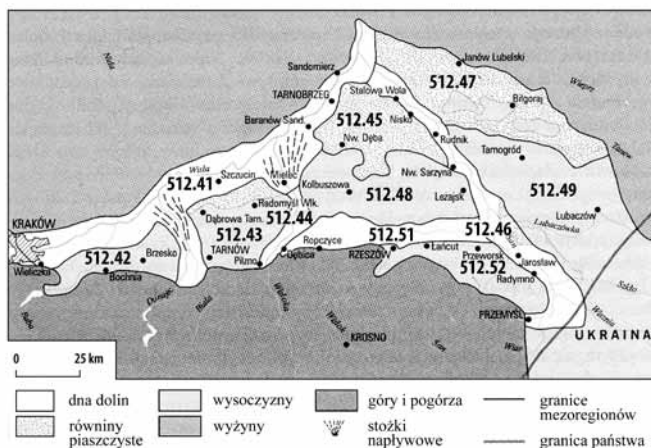 Nida
Sandomierz
Janów Lubelski
512.47
Wieprz
TARNOBRZEG
Stalowa Wola
Biłgoraj
Baranów Sand.
512.45
Nisko
Nw. Dęba
Rudnik
Tarnogród
Tanew
Wisła
512.41
Szczucin
Mielec
Nw. Sarzyna
Kolbuszowa
512.48
Leżajsk
512.49
Radomyśl Wlk.
512.44
Lubaczów
Lubaczówka
KRAKÓW
Dąbrowa Tarn.
512.43
512.42
Brzesko
TARNÓW
Ropczyce
512.51
512.46
San
Wieliczka
Bochnia
Pilzno
Dębica
RZESZÓW
Łańcut
Przeworsk
Jarosław
512.52
Radymno
Szkło
Raba
Dunajec
Biała
Wisłoka
Wisłok
San
Wiar
Wisznia
PRZEMYŚL
UKRAINA
KROSNO
0 25 km
dna dolin
wysoczyzny
góry i pogórza
granice
mezoregionów
równiny
piaszczyste
wyżyny
stożki
napływowe
granica państwa